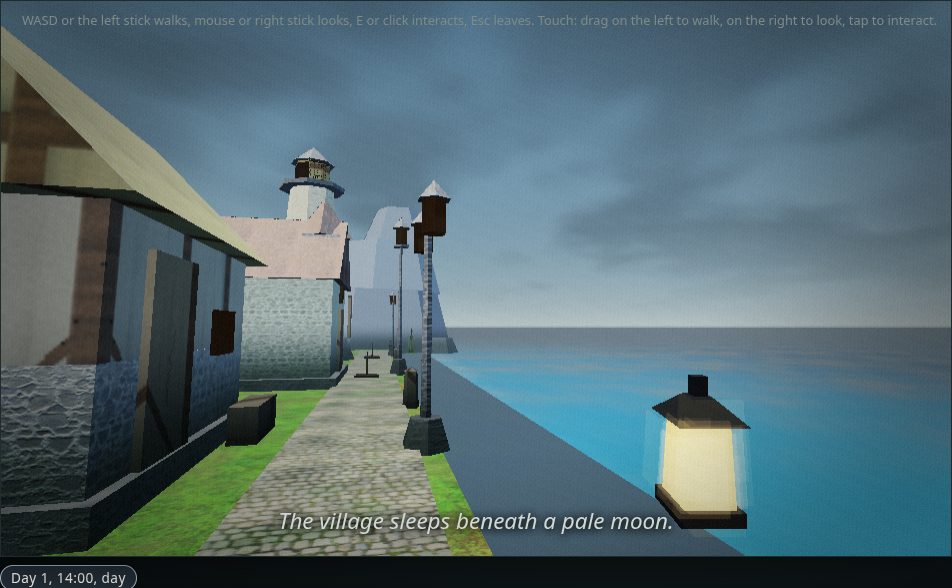 WASD or the left stick walks, mouse or right stick looks, E or click interacts, Esc leaves. Touch: drag on the left to walk, on the right to look, tap to interact.
The village sleeps beneath a pale moon.
Day 1, 14:00, day